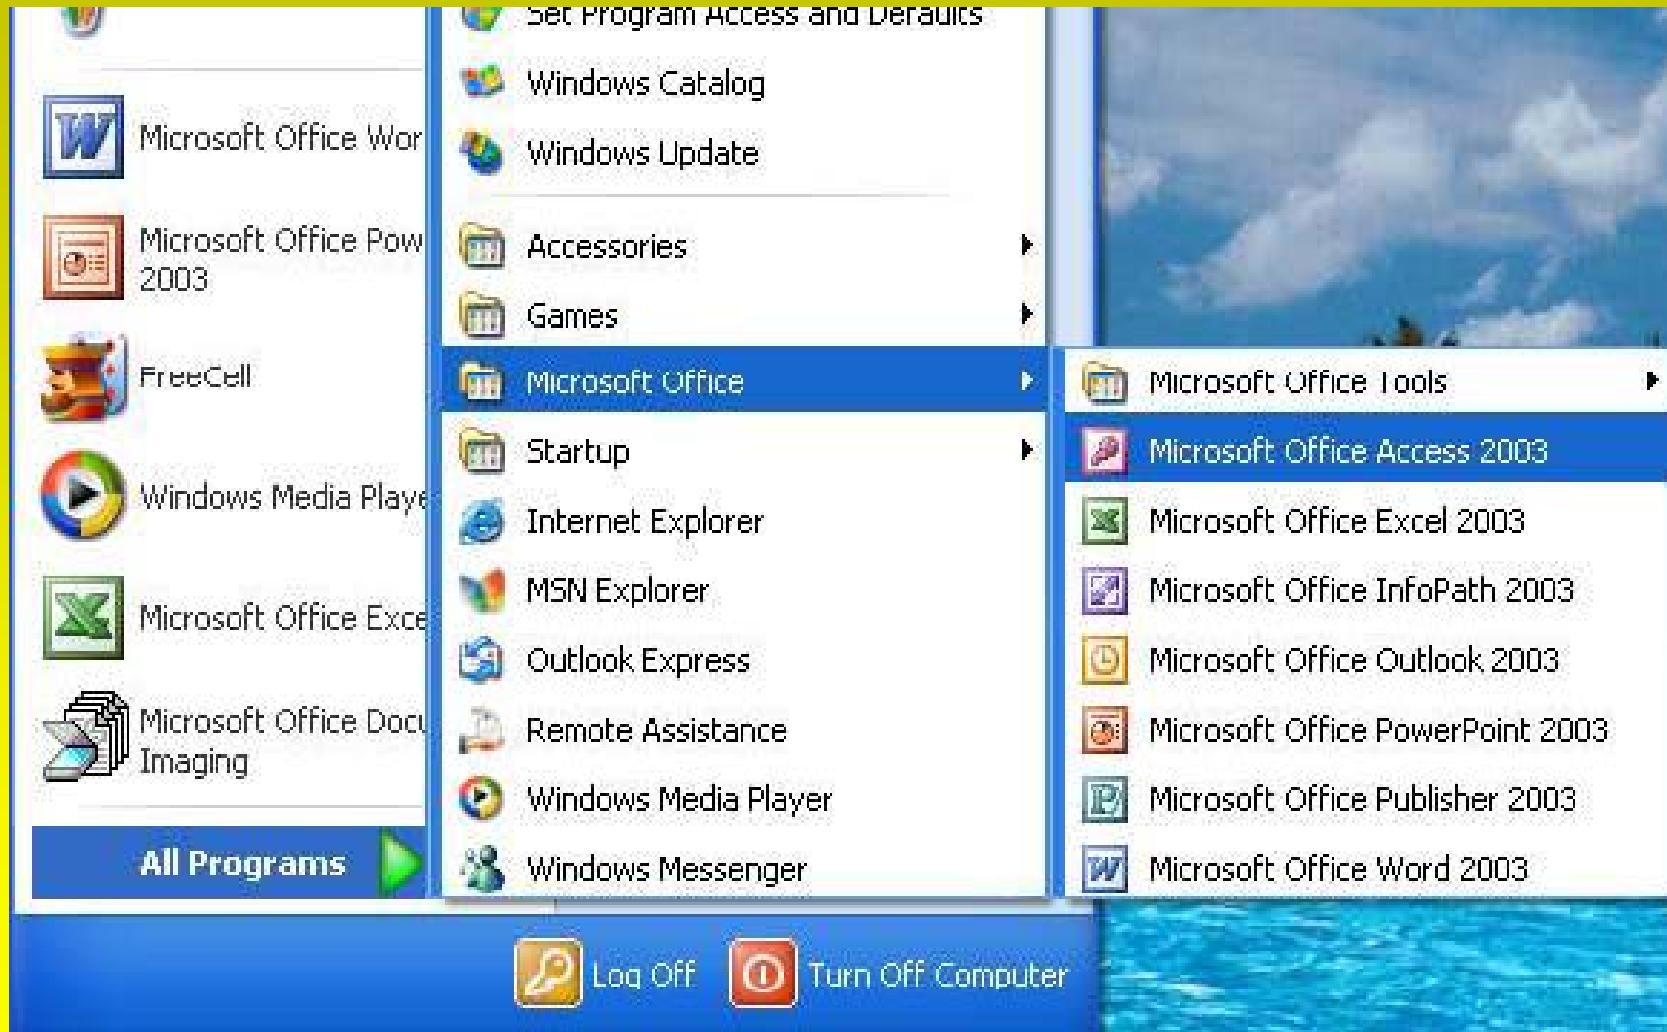 Microsoft Office Wor
Microsoft Office Pow
2003
FreeCell
Windows Media Playe
Microsoft Office Exce
Microsoft Office Docu
Imaging
All Programs
Set Program Access and Defaults
Windows Catalog
Windows Update
Accessories
Games
Microsoft Office
Startup
Internet Explorer
MSN Explorer
Outlook Express
Remote Assistance
Windows Media Player
Windows Messenger
Microsoft Office Tools
Microsoft Office Access 2003
Microsoft Office Excel 2003
Microsoft Office InfoPath 2003
Microsoft Office Outlook 2003
Microsoft Office PowerPoint 2003
Microsoft Office Publisher 2003
Microsoft Office Word 2003
Log Off
Turn Off Computer